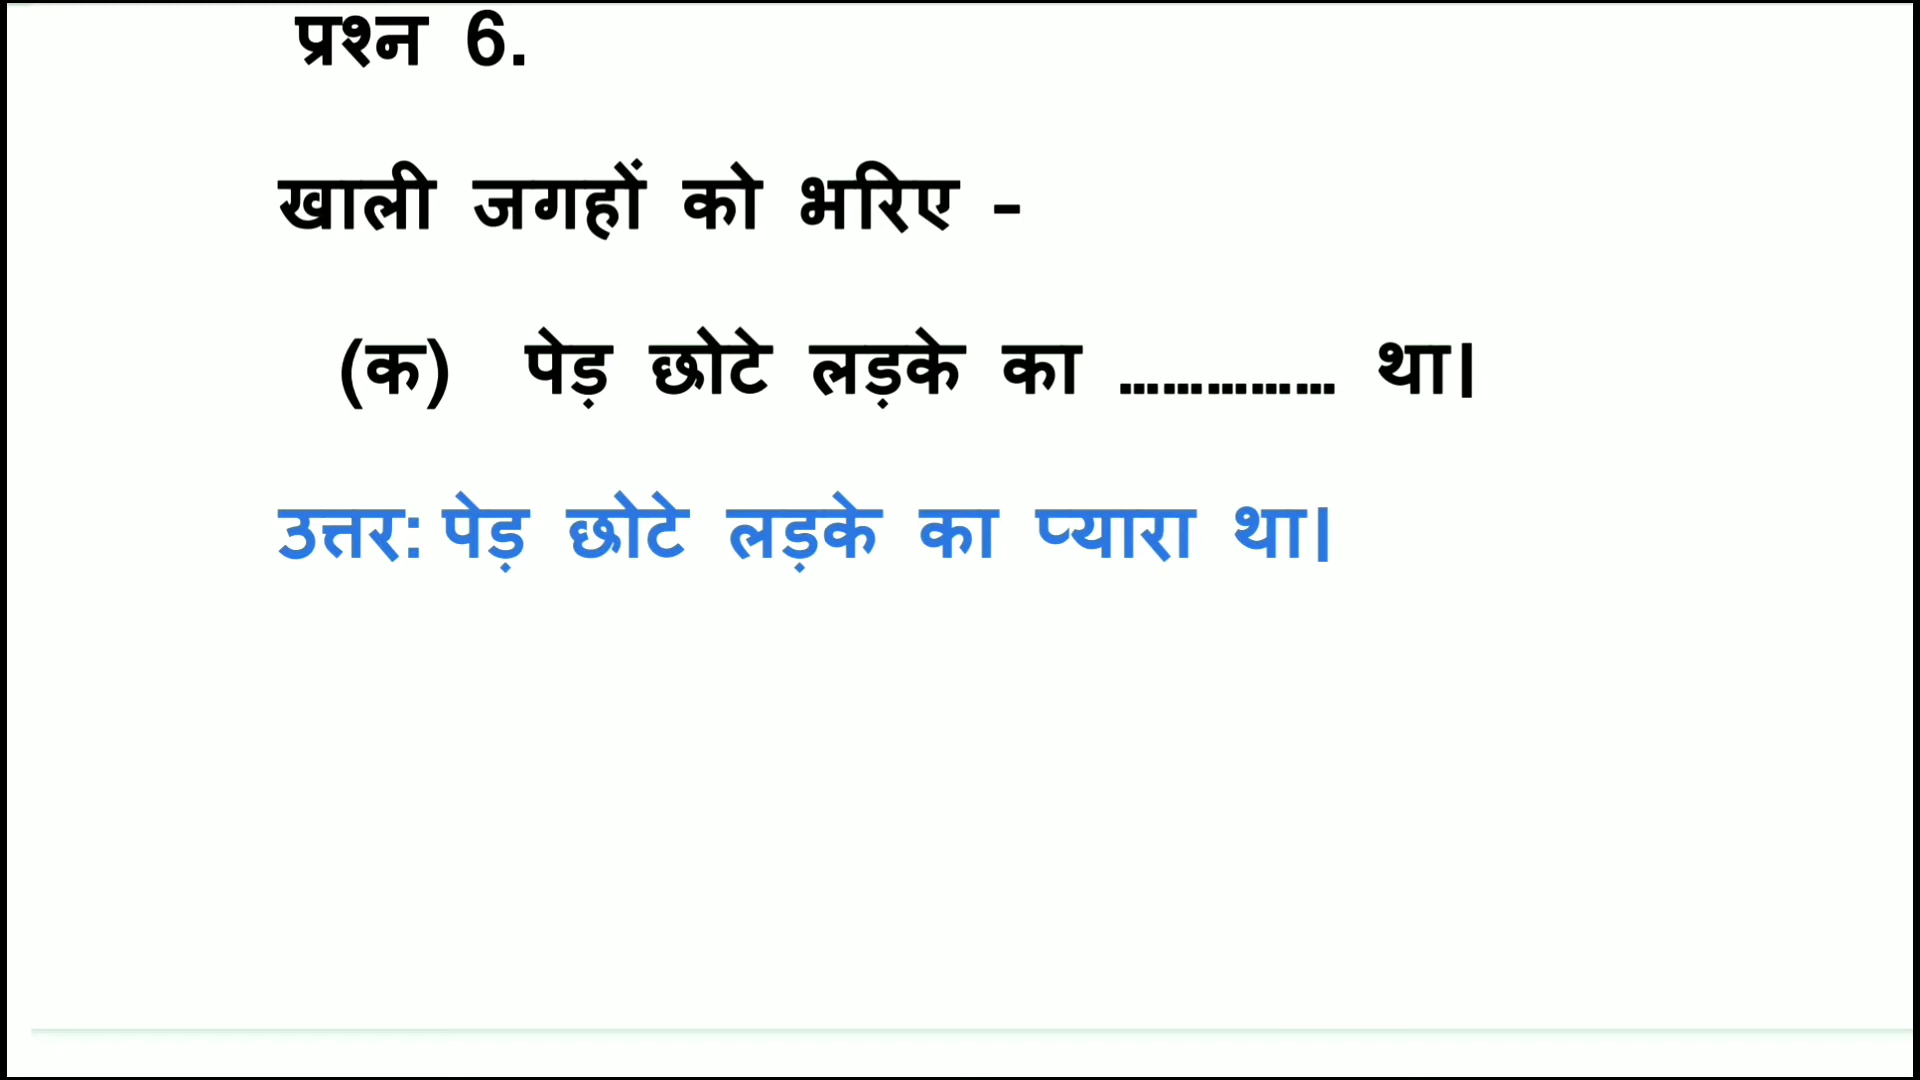 प्रश्न 6.
खाली जगहों को भरिए -
(क) पेड़ छोटे लड़के का ............... था।
उत्तर: पेड़ छोटे लड़के का प्यारा था।